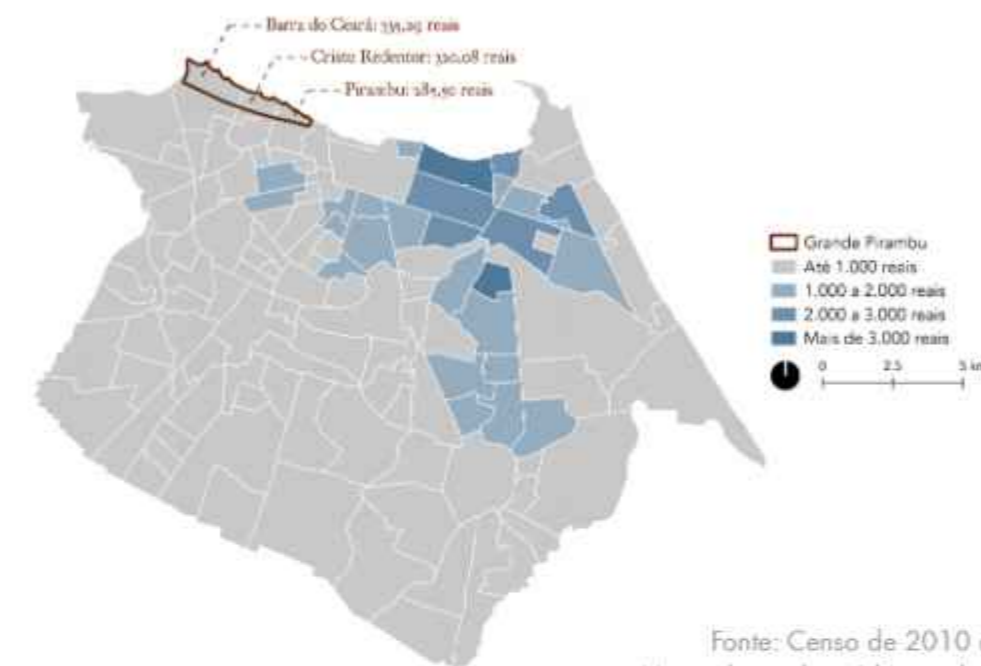 Barra do Ceará: 335,29 reais
Cristo Redentor: 320,08 reais
Pirambu: 285,50 reais
Grande Pirambu
Até 1.000 reais
1.000 a 2.000 reais
2.000 a 3.000 reais
Mais de 3.000 reais
0 2.5 5 km
Fonte: Censo de 2010